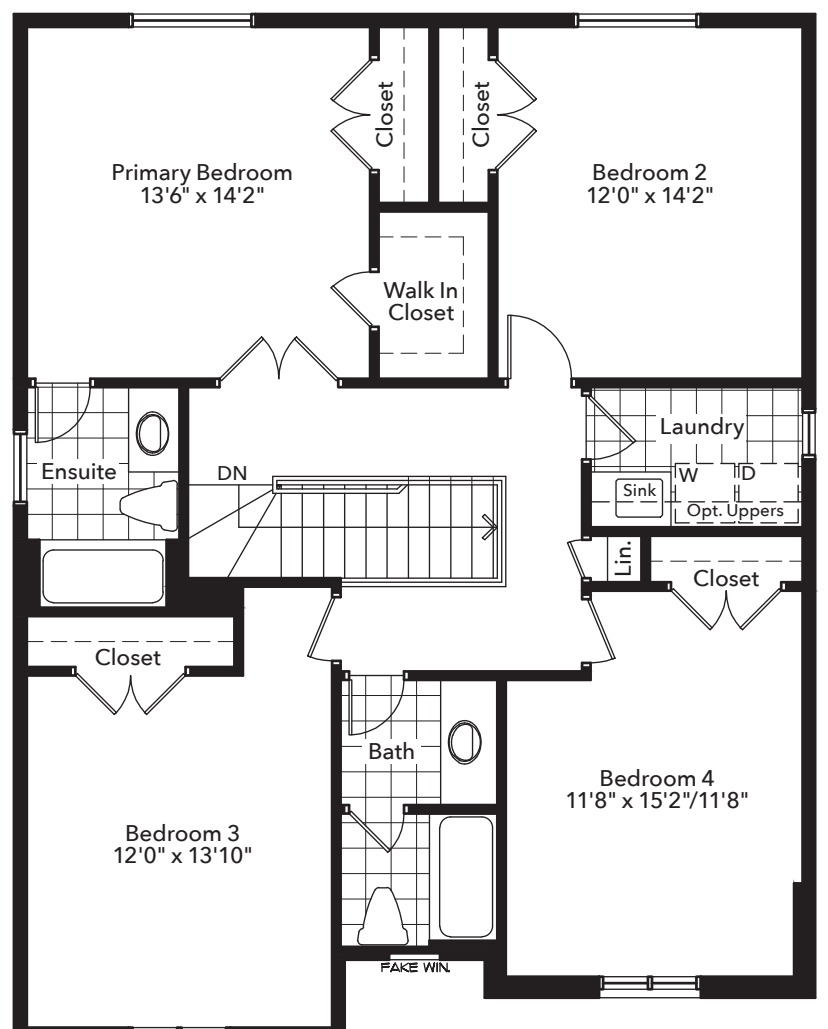 Closet
Closet
Primary Bedroom
13'6" x 14'2"
Bedroom 2
12'0" x 14'2"
Walk In
Closet
Laundry
Ensuite
DN
W
D
Sink
Opt. Uppers
Lin.
Closet
Closet
Bath
Bedroom 4
11'8" x 15'2"/11'8"
Bedroom 3
12'0" x 13'10"
FAKE WIN.